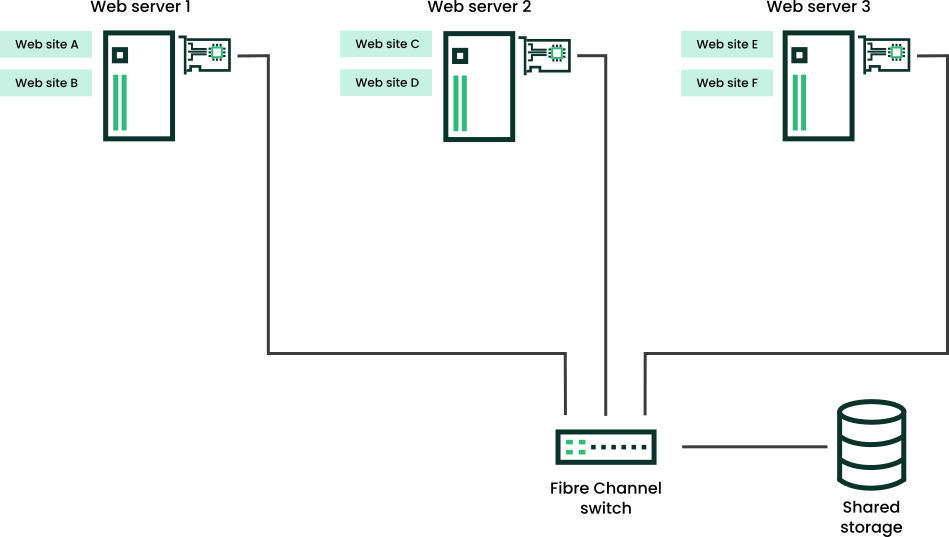 Web server 1
Web server 2
Web server 3
Web site A
Web site C
Web site E
Web site B
Web site D
Web site F
Fibre Channel
switch
Shared
storage